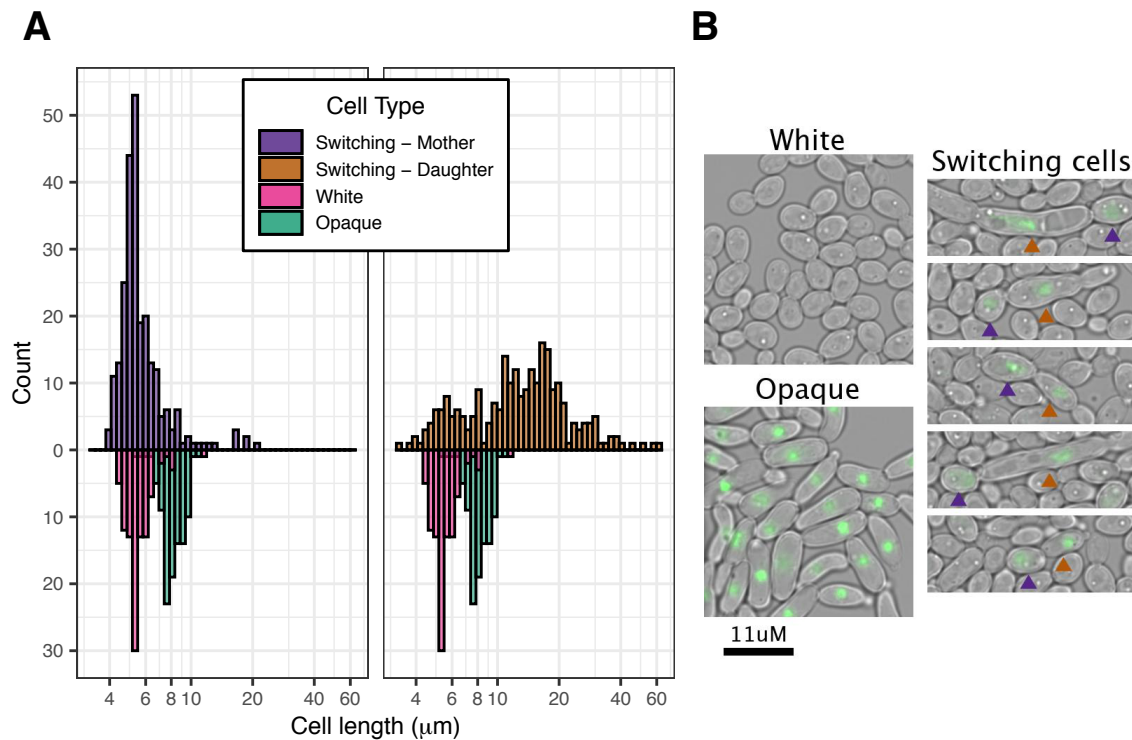 A
B
Cell Type
Switching − Mother
Switching − Daughter
White
Opaque
50
40
30
20
10
0
10
20
30
Count
4 6 8 10 20 40 60
4 6 8 10 20 40 60
Cell length (μm)
White
Opaque
11uM
Switching cells